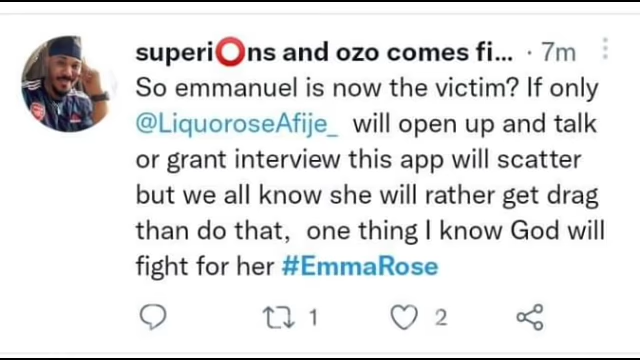 superi⭕ns and ozo comes fi... · 7m
So emmanuel is now the victim? If only
@LiquoroseAfije_ will open up and talk
or grant interview this app will scatter
but we all know she will rather get drag
than do that, one thing I know God will
fight for her #EmmaRose
1 2